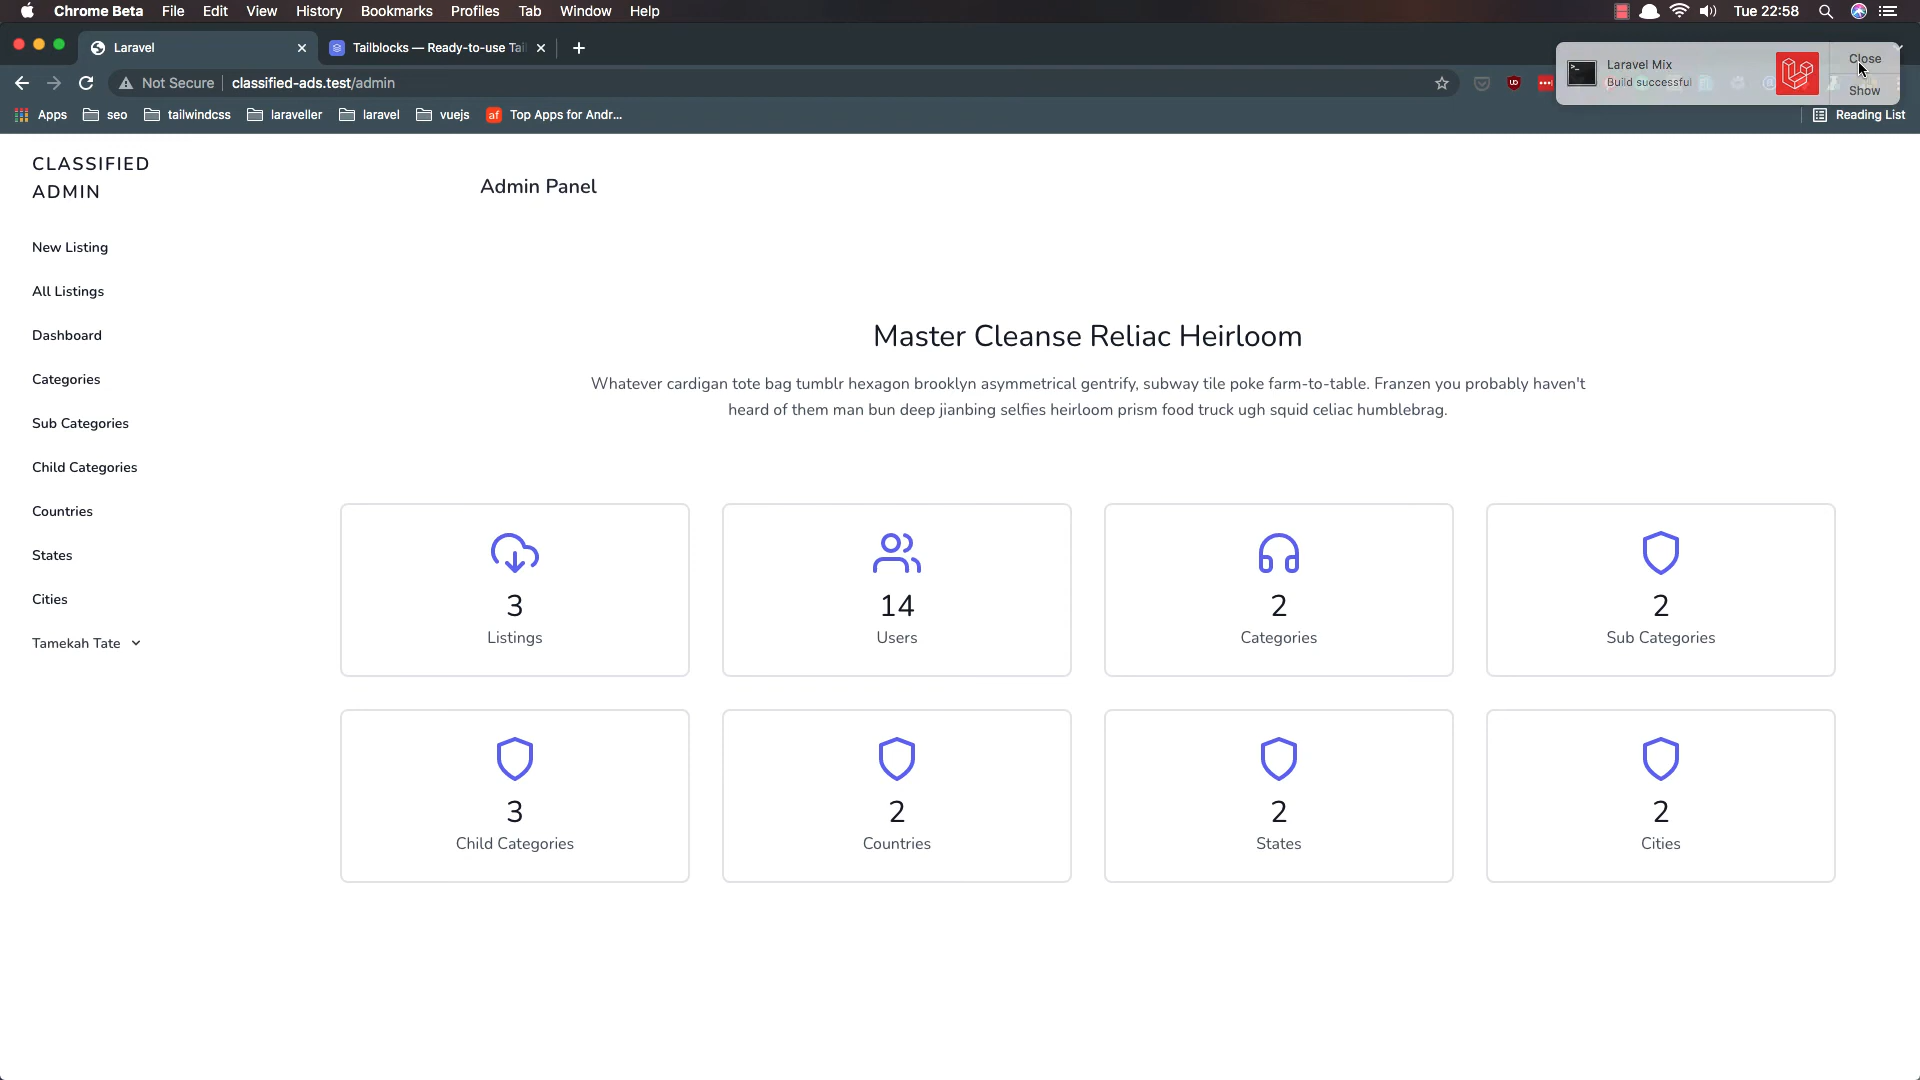 Chrome Beta File Edit View History Bookmarks Profiles Tab Window Help Tue 22:58
Laravel Tailblocks — Ready-to-use Tai
Not Secure classified-ads.test/admin
Laravel Mix
Build successful
Close
Show
Apps seo tailwindcss laraveller laravel vuejs af Top Apps for Andr... Reading List
CLASSIFIED
ADMIN
Admin Panel
New Listing
All Listings
Dashboard
Categories
Sub Categories
Child Categories
Countries
States
Cities
Tamekah Tate
Master Cleanse Reliac Heirloom
Whatever cardigan tote bag tumblr hexagon brooklyn asymmetrical gentrify, subway tile poke farm-to-table. Franzen you probably haven't
heard of them man bun deep jianbing selfies heirloom prism food truck ugh squid celiac humblebrag.
3
Listings
14
Users
2
Categories
2
Sub Categories
3
Child Categories
2
Countries
2
States
2
Cities